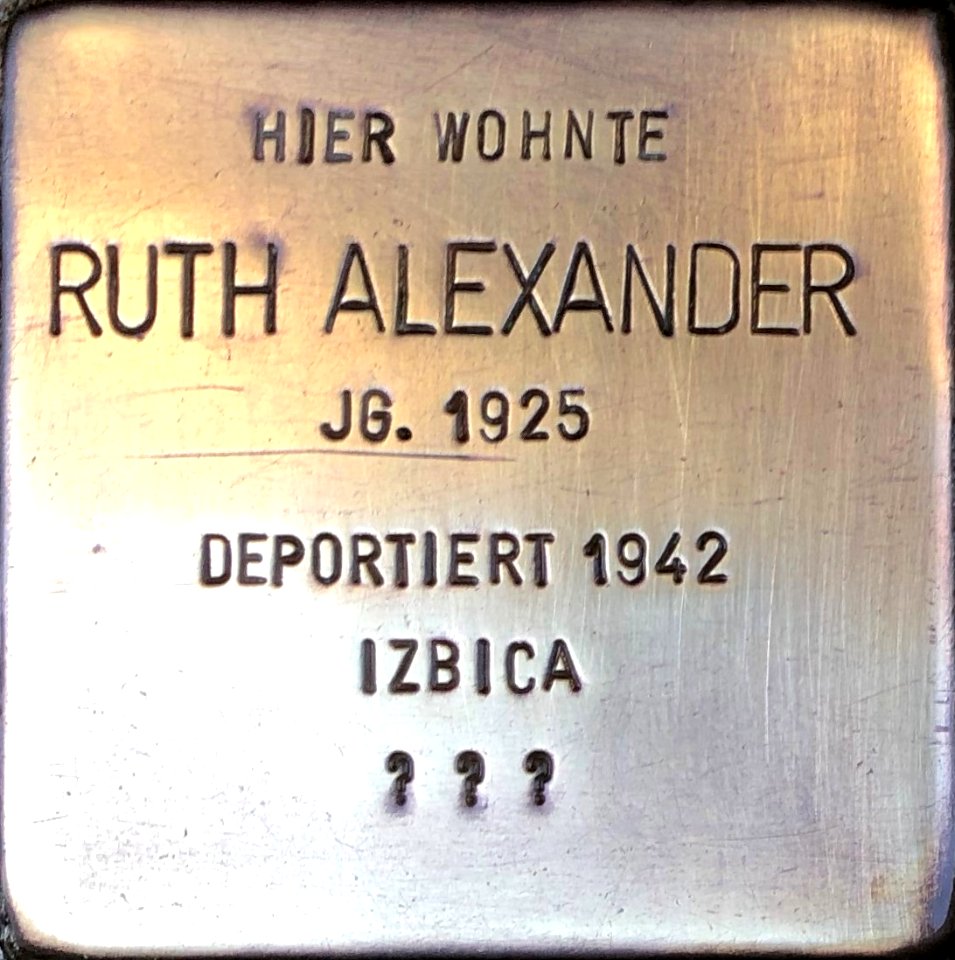 HIER WOHNTE
RUTH ALEXANDER
JG. 1925
DEPORTIERT 1942
IZBICA
? ? ?